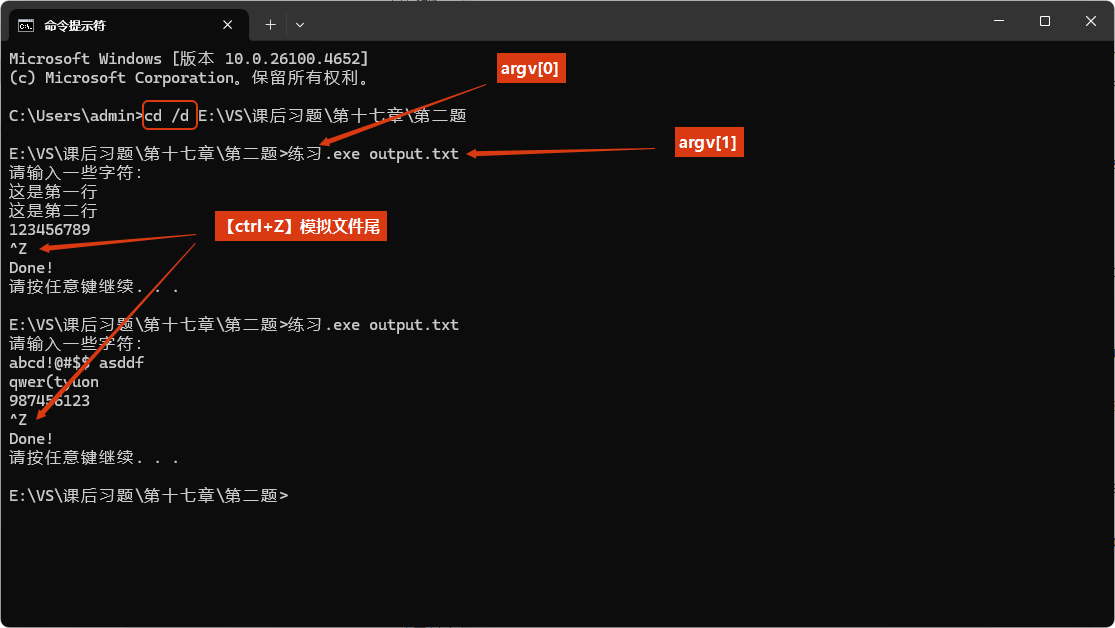 命令提示符
Microsoft Windows [版本 10.0.26100.4652]
(c) Microsoft Corporation。保留所有权利。
argv[0]
C:\Users\admin>cd /d E:\VS\课后习题\第十七章\第二题
argv[1]
E:\VS\课后习题\第十七章\第二题>练习.exe output.txt
请输入一些字符:
这是第一行
这是第二行
123456789
【ctrl+Z】模拟文件尾
^Z
Done!
请按任意键继续. . .
E:\VS\课后习题\第十七章\第二题>练习.exe output.txt
请输入一些字符:
abcd!@#$$ asddf
qwer(tyuon
987456123
^Z
Done!
请按任意键继续. . .
E:\VS\课后习题\第十七章\第二题>